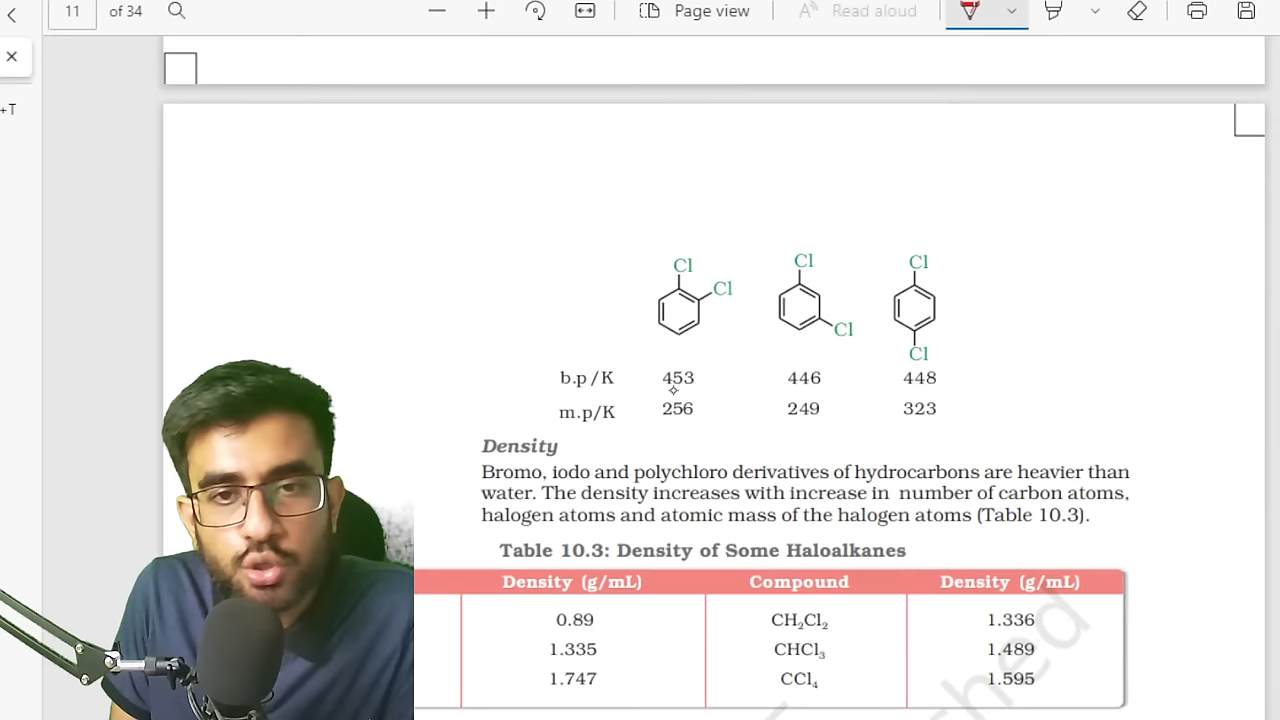 11 of 34 Page view Read aloud
+T
Cl Cl Cl
Cl
Cl
Cl
b.p/K 453 446 448
m.p/K 256 249 323
Density
Bromo, iodo and polychloro derivatives of hydrocarbons are heavier than
water. The density increases with increase in number of carbon atoms,
halogen atoms and atomic mass of the halogen atoms (Table 10.3).
Table 10.3: Density of Some Haloalkanes
Density (g/mL) Compound Density (g/mL)
0.89 CH₂Cl₂ 1.336
1.335 CHCl₃ 1.489
1.747 CCl₄ 1.595